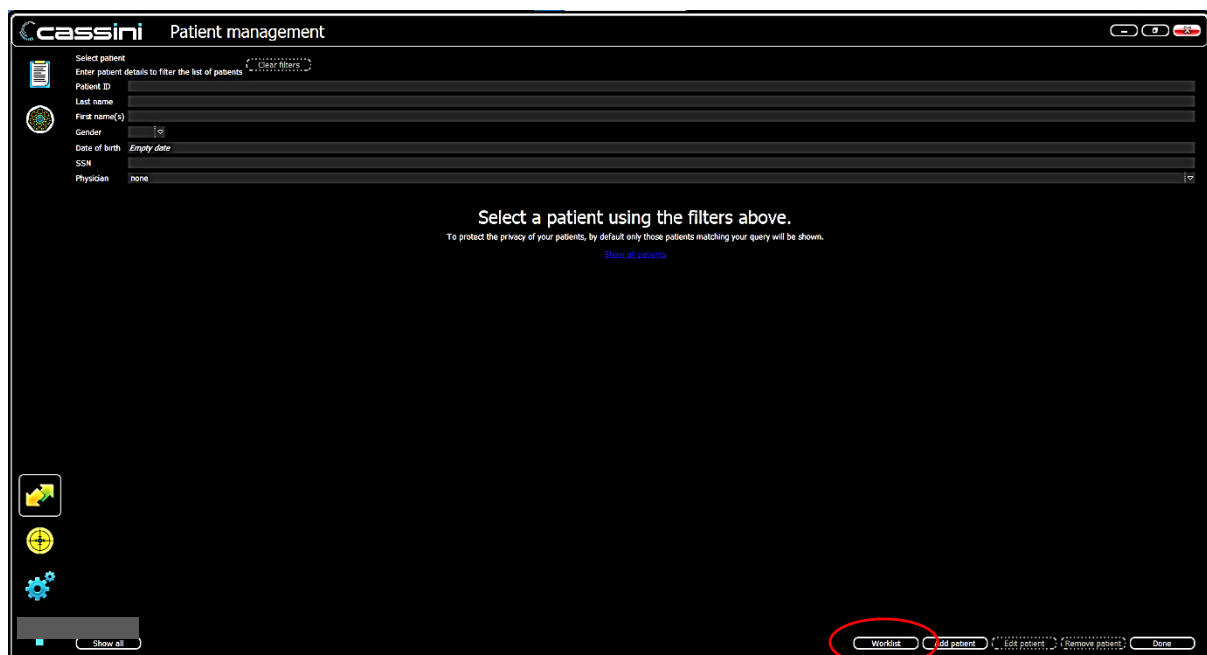 cassini Patient management
Select patient
Enter patient details to filter the list of patients Clear filters
Patient ID
Last name
First name(s)
Gender
Date of birth Empty date
SSN
Physician none
Select a patient using the filters above.
To protect the privacy of your patients, by default only those patients matching your query will be shown.
Show all patients
Show all Worklist Add patient Edit patient Remove patient Done